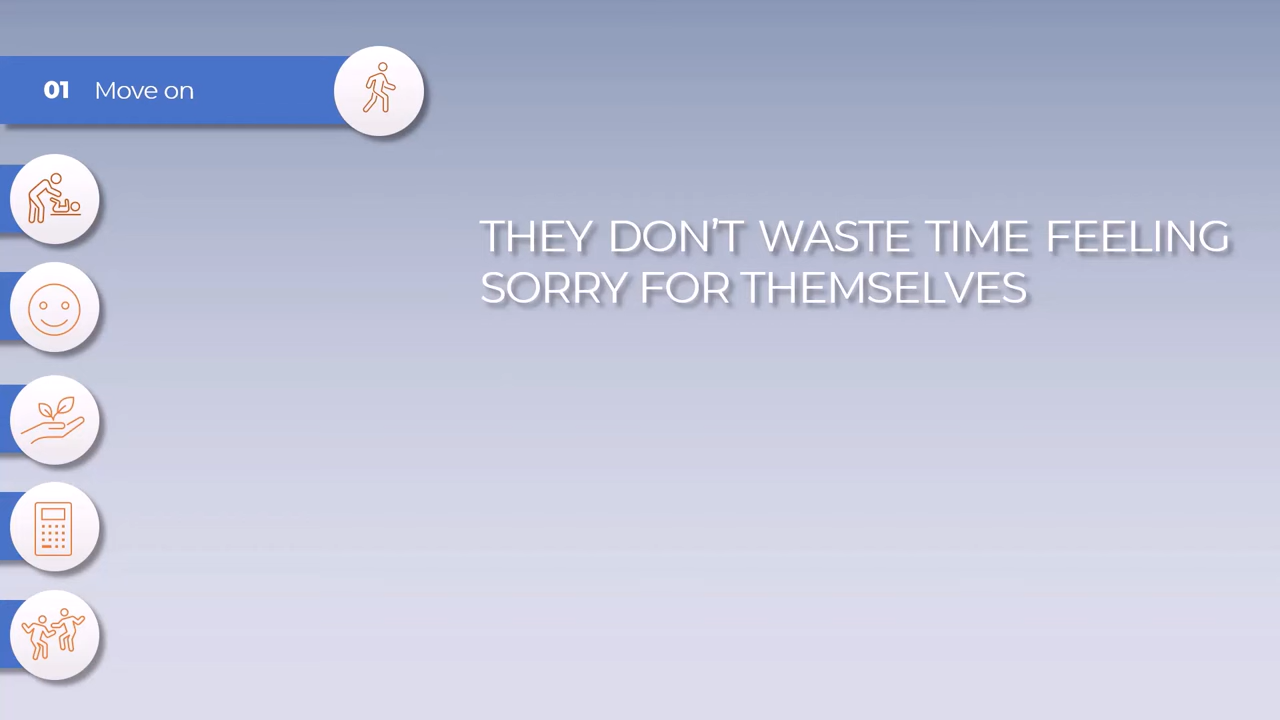 01 Move on
THEY DON’T WASTE TIME FEELING
SORRY FOR THEMSELVES